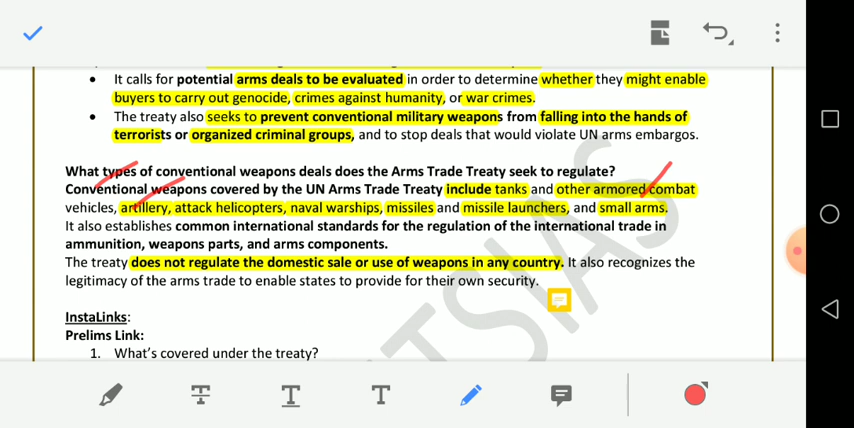 It calls for potential arms deals to be evaluated in order to determine whether they might enable
buyers to carry out genocide, crimes against humanity, or war crimes.
The treaty also seeks to prevent conventional military weapons from falling into the hands of
terrorists or organized criminal groups, and to stop deals that would violate UN arms embargos.
What types of conventional weapons deals does the Arms Trade Treaty seek to regulate?
Conventional weapons covered by the UN Arms Trade Treaty include tanks and other armored combat
vehicles, artillery, attack helicopters, naval warships, missiles and missile launchers, and small arms.
It also establishes common international standards for the regulation of the international trade in
ammunition, weapons parts, and arms components.
The treaty does not regulate the domestic sale or use of weapons in any country. It also recognizes the
legitimacy of the arms trade to enable states to provide for their own security.
InstaLinks:
Prelims Link:
1. What's covered under the treaty?
TSIAS
T
T
T